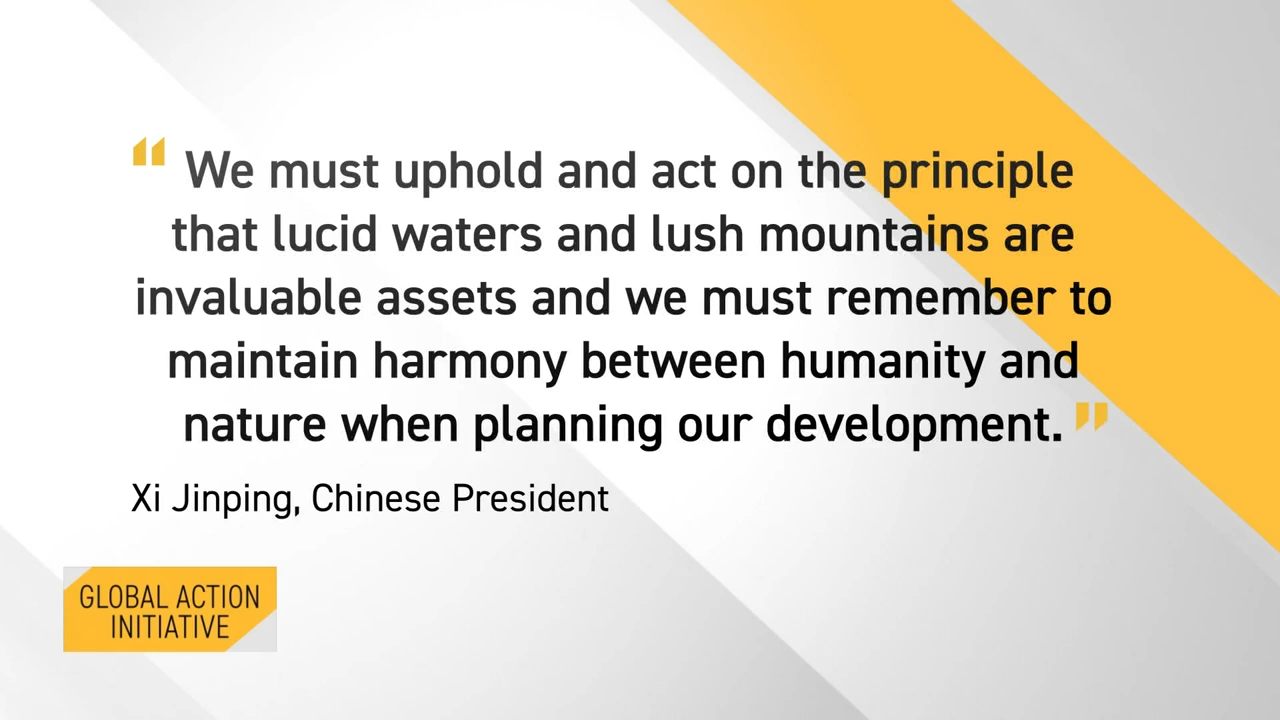 “ We must uphold and act on the principle
that lucid waters and lush mountains are
invaluable assets and we must remember to
maintain harmony between humanity and
nature when planning our development. ”
Xi Jinping, Chinese President
GLOBAL ACTION
INITIATIVE